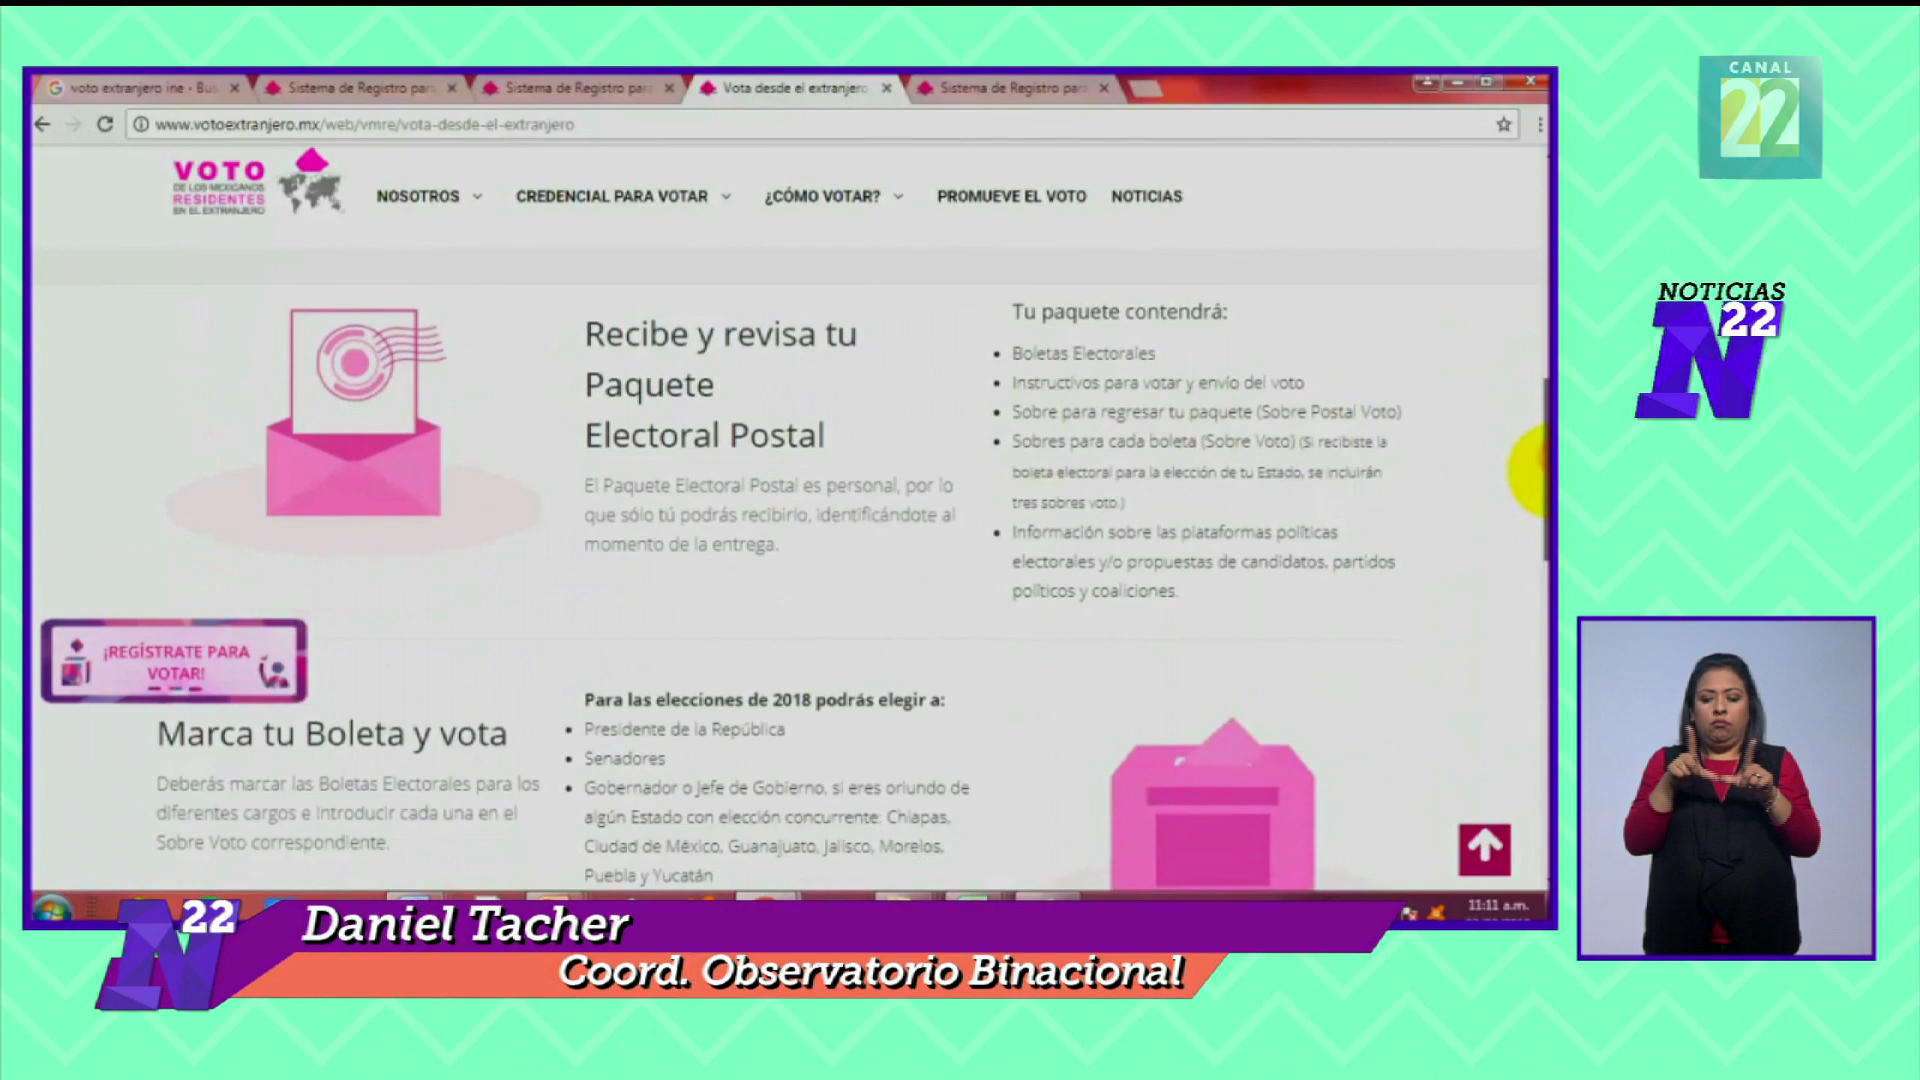 CANAL
22
NOTICIAS
N22
voto extranjero ine - Bus
Sistema de Registro para
Sistema de Registro para
Vota desde el extranjero
Sistema de Registro para
www.votoextranjero.mx/web/vmre/vota-desde-el-extranjero
VOTO
DE LOS MEXICANOS
RESIDENTES
EN EL EXTRANJERO
NOSOTROS
CREDENCIAL PARA VOTAR
¿CÓMO VOTAR?
PROMUEVE EL VOTO
NOTICIAS
Recibe y revisa tu
Paquete
Electoral Postal
El Paquete Electoral Postal es personal, por lo
que sólo tú podrás recibirlo, identificándote al
momento de la entrega.
Tu paquete contendrá:
Boletas Electorales
Instructivos para votar y envío del voto
Sobre para regresar tu paquete (Sobre Postal Voto)
Sobres para cada boleta (Sobre Voto) (Si recibiste la
boleta electoral para la elección de tu Estado, se incluirán
tres sobres voto.)
Información sobre las plataformas políticas
electorales y/o propuestas de candidatos, partidos
políticos y coaliciones.
¡REGÍSTRATE PARA
VOTAR!
Marca tu Boleta y vota
Deberás marcar las Boletas Electorales para los
diferentes cargos e introducir cada una en el
Sobre Voto correspondiente.
Para las elecciones de 2018 podrás elegir a:
Presidente de la República
Senadores
Gobernador o Jefe de Gobierno, si eres oriundo de
algún Estado con elección concurrente: Chiapas,
Ciudad de México, Guanajuato, Jalisco, Morelos,
Puebla y Yucatán
11:11 a.m.
N22
Daniel Tacher
Coord. Observatorio Binacional